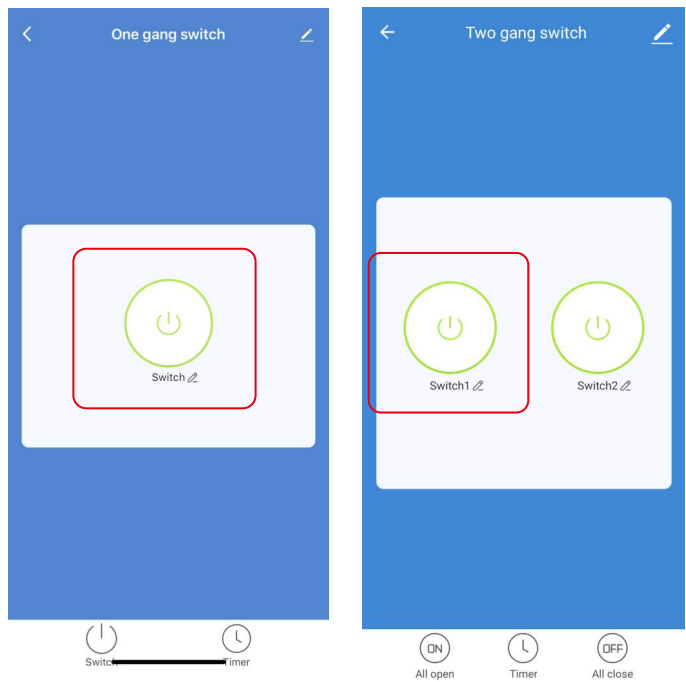 One gang switch
Switch
Switch
Timer
Two gang switch
Switch1
Switch2
ON
OFF
All open
Timer
All close